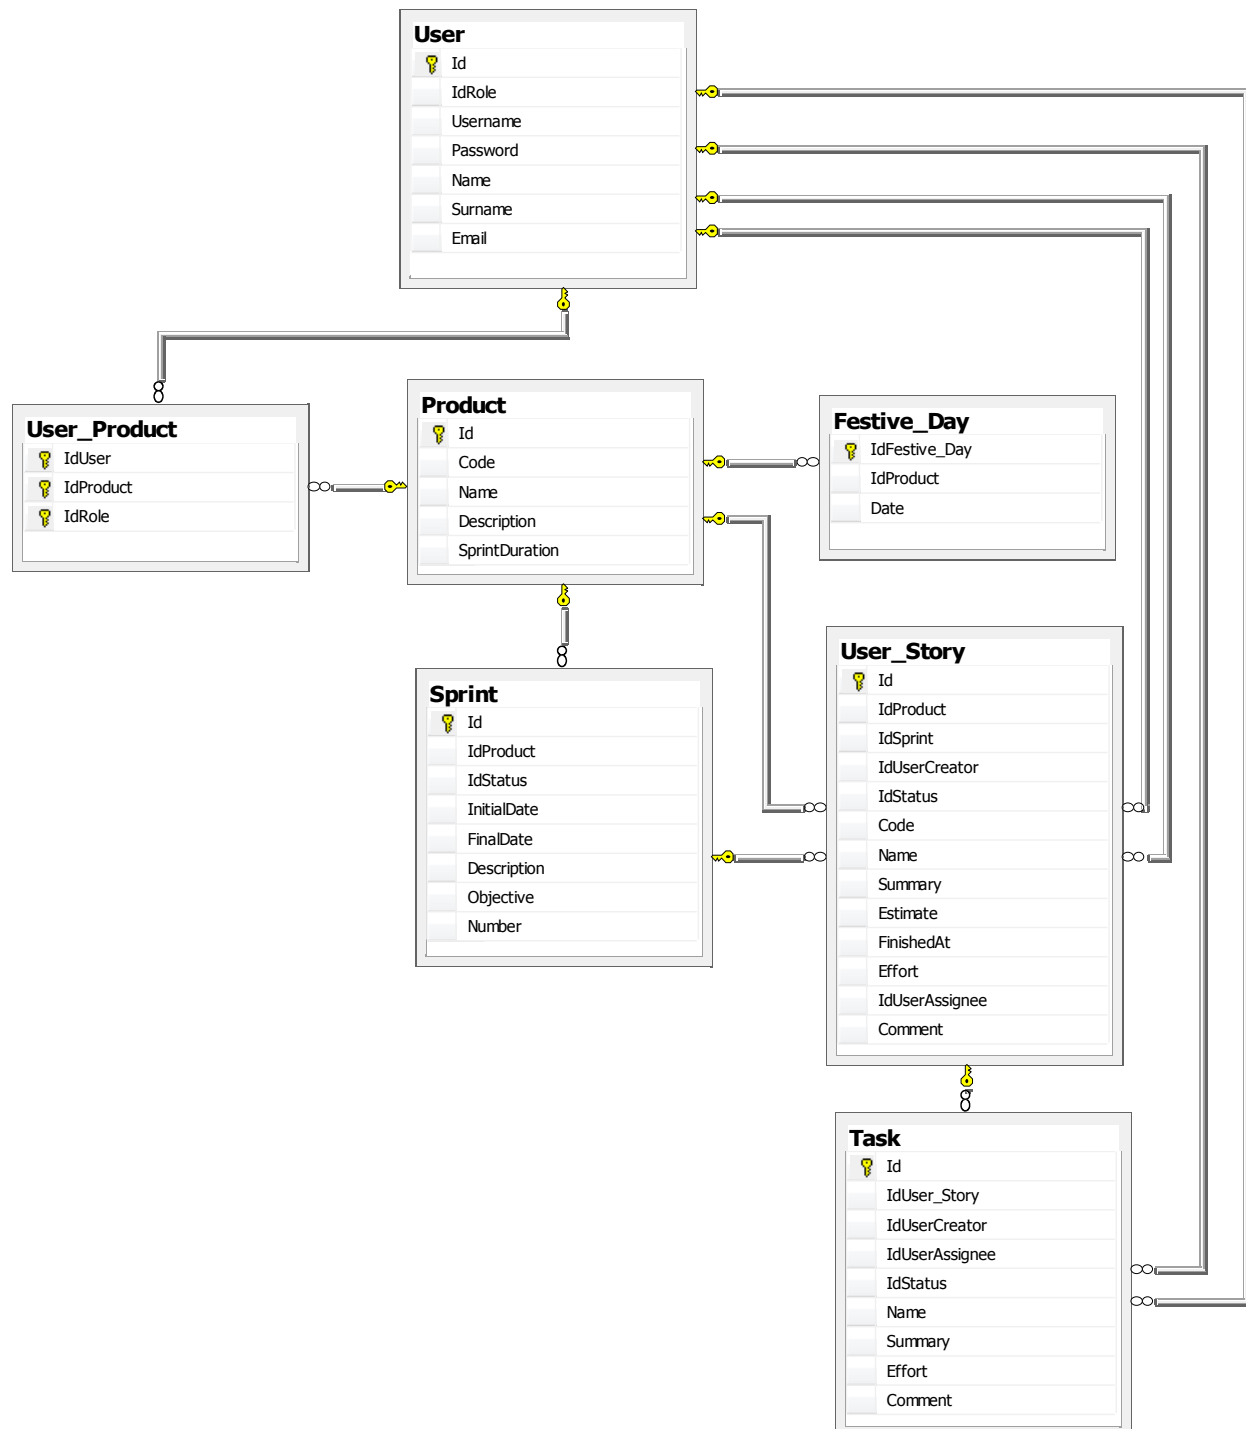 User
Id
IdRole
Username
Password
Name
Surname
Email
User_Product
IdUser
IdProduct
IdRole
Product
Id
Code
Name
Description
SprintDuration
Festive_Day
IdFestive_Day
IdProduct
Date
Sprint
Id
IdProduct
IdStatus
InitialDate
FinalDate
Description
Objective
Number
User_Story
Id
IdProduct
IdSprint
IdUserCreator
IdStatus
Code
Name
Summary
Estimate
FinishedAt
Effort
IdUserAssignee
Comment
Task
Id
IdUser_Story
IdUserCreator
IdUserAssignee
IdStatus
Name
Summary
Effort
Comment